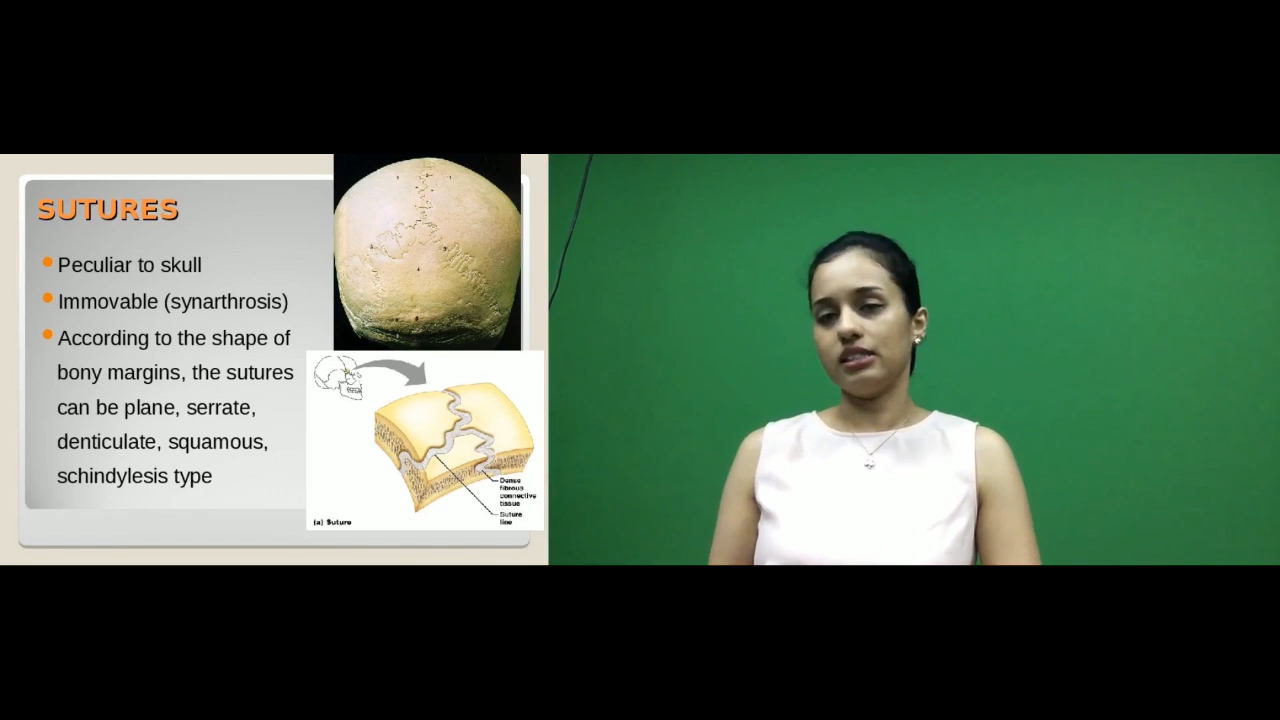 SUTURES
Peculiar to skull
Immovable (synarthrosis)
According to the shape of
bony margins, the sutures
can be plane, serrate,
denticulate, squamous,
schindylesis type
Dense
fibrous
connective
tissue
Suture
line
(a) Suture